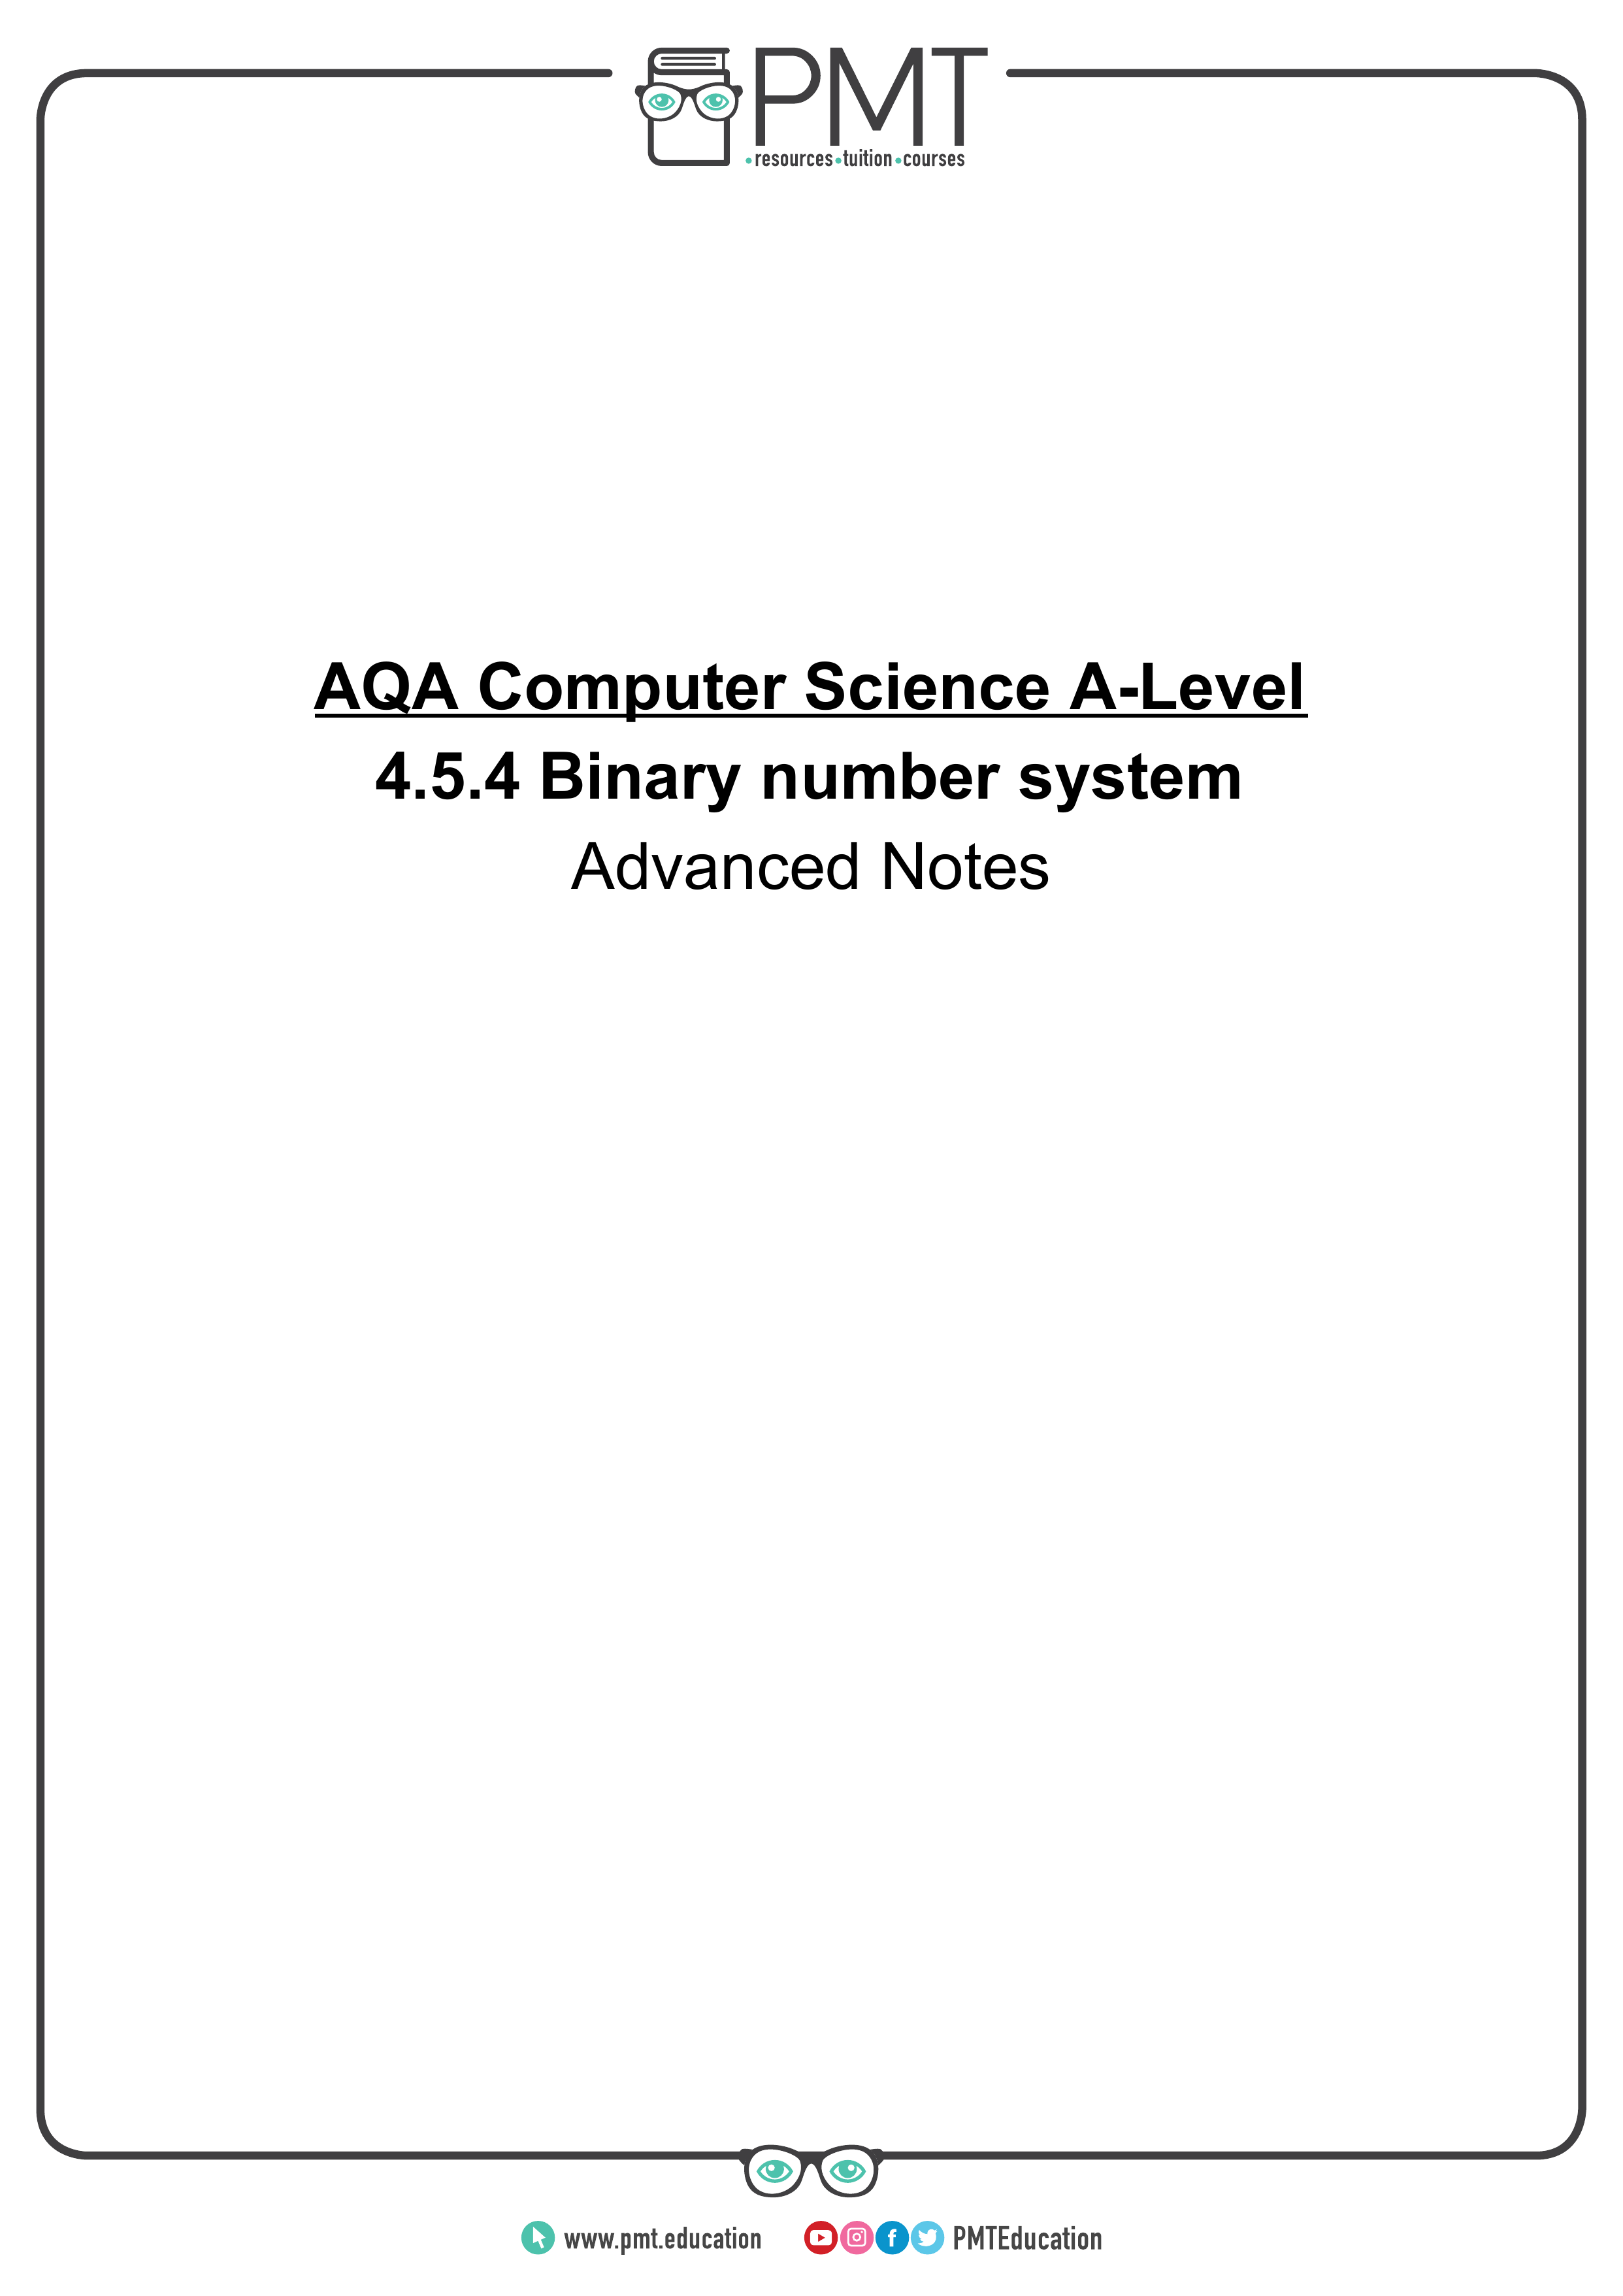 PMT
resources tuition courses
AQA Computer Science A-Level
4.5.4 Binary number system
Advanced Notes
www.pmt.education PMTEducation